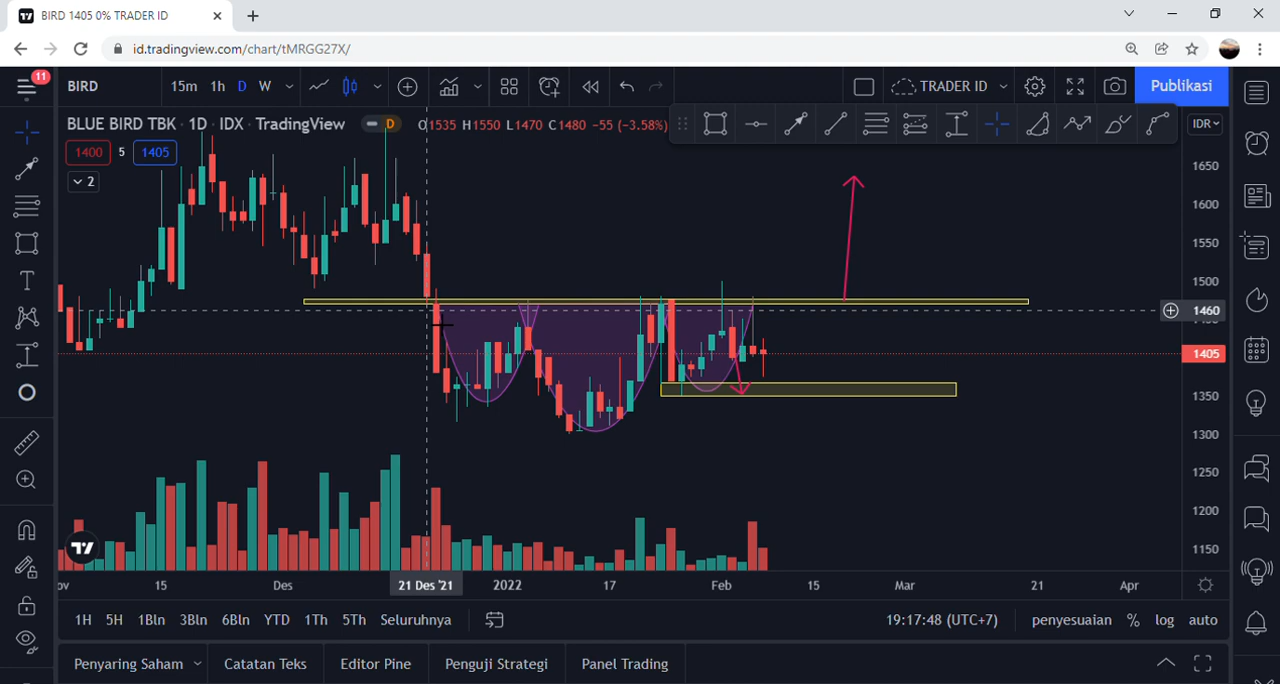 BIRD 1405 0% TRADER ID
id.tradingview.com/chart/tMRGG27X/
11
BIRD
15m 1h D W
TRADER ID
Publikasi
BLUE BIRD TBK · 1D · IDX · TradingView
D
O1535 H1550 L1470 C1480 -55 (-3.58%)
IDR
1400 5 1405
2
1650
1600
1550
1500
1460
1405
1350
1300
1250
1200
1150
15 Des 21 Des '21 2022 17 Feb 15 Mar 21 Apr
1H 5H 1Bln 3Bln 6Bln YTD 1Th 5Th Seluruhnya
19:17:48 (UTC+7) penyesuaian % log auto
Penyaring Saham Catatan Teks Editor Pine Penguji Strategi Panel Trading